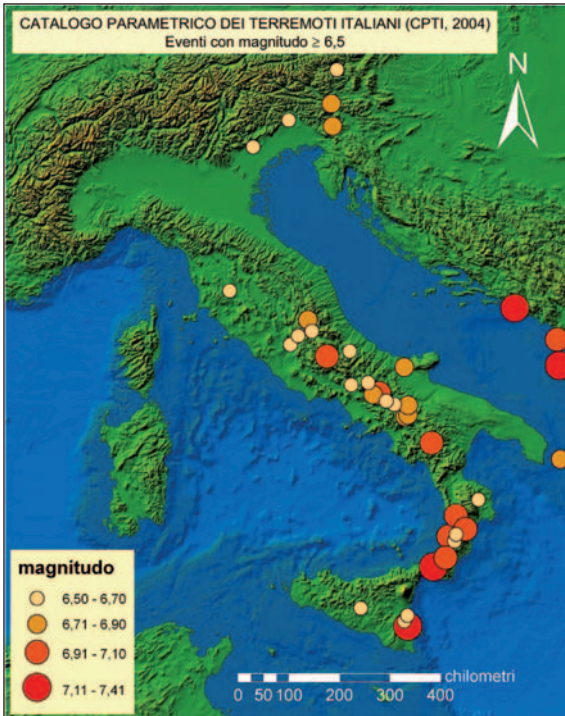 CATALOGO PARAMETRICO DEI TERREMOTI ITALIANI (CPTI, 2004)
Eventi con magnitudo ≥ 6,5
N
magnitudo
6,50 - 6,70
6,71 - 6,90
6,91 - 7,10
7,11 - 7,41
chilometri
0 50 100 200 300 400